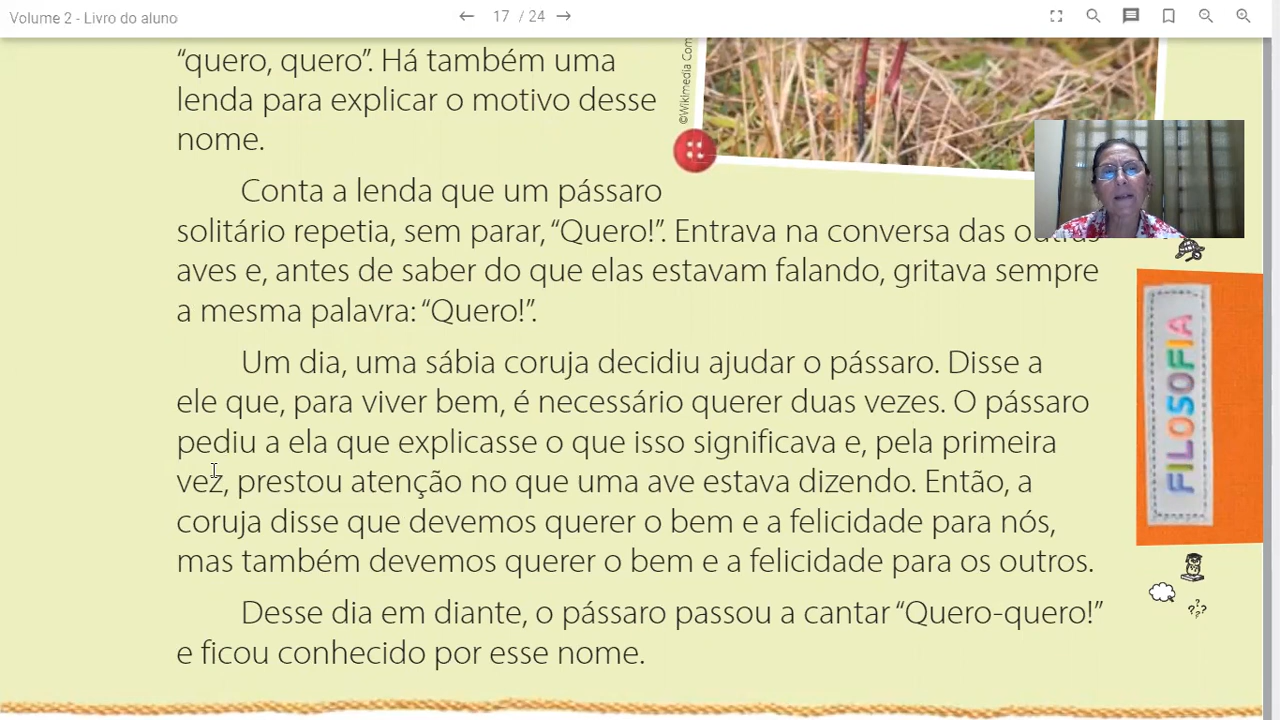 Volume 2 - Livro do aluno
17 / 24
“quero, quero”. Há também uma
lenda para explicar o motivo desse
nome.
©Wikimedia Com
Conta a lenda que um pássaro
solitário repetia, sem parar, “Quero!”. Entrava na conversa das outras
aves e, antes de saber do que elas estavam falando, gritava sempre
a mesma palavra: “Quero!”.
Um dia, uma sábia coruja decidiu ajudar o pássaro. Disse a
ele que, para viver bem, é necessário querer duas vezes. O pássaro
pediu a ela que explicasse o que isso significava e, pela primeira
vez, prestou atenção no que uma ave estava dizendo. Então, a
coruja disse que devemos querer o bem e a felicidade para nós,
mas também devemos querer o bem e a felicidade para os outros.
Desse dia em diante, o pássaro passou a cantar “Quero-quero!”
e ficou conhecido por esse nome.
FILOSOFIA
???